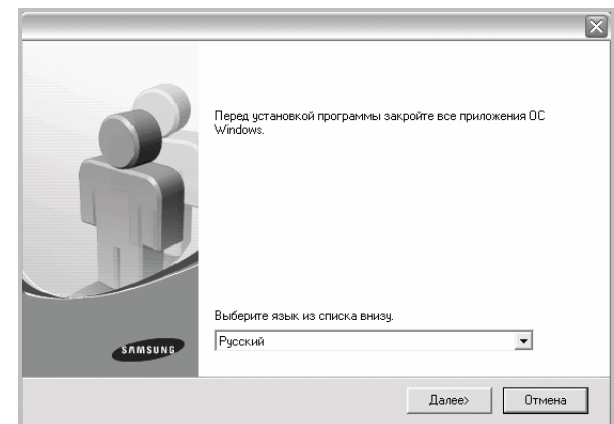 Перед установкой программы закройте все приложения ОС
Windows.
Выберите язык из списка внизу.
Русский
SAMSUNG
Далее>
Отмена